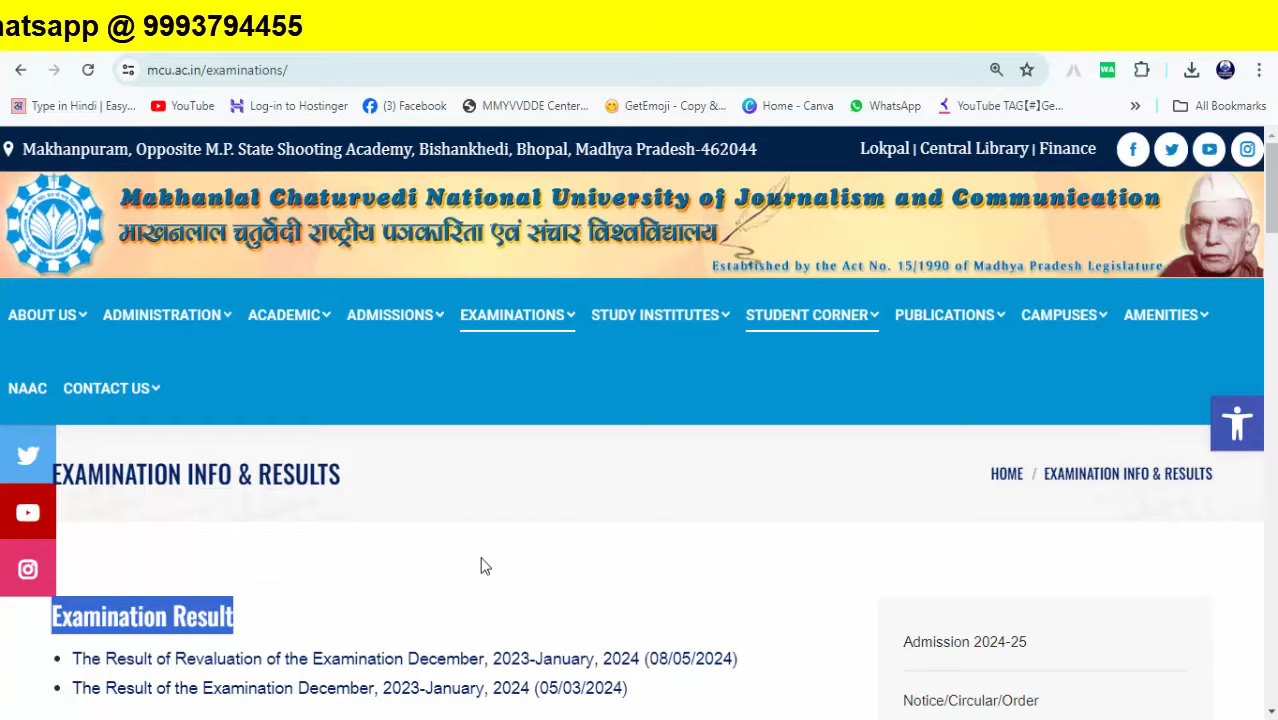 hatsapp @ 9993794455
mcu.ac.in/examinations/
Type in Hindi | Easy... YouTube Log-in to Hostinger (3) Facebook MMYVVDDE Center... GetEmoji - Copy &... Home - Canva WhatsApp YouTube TAG【#】Ge... » All Bookmarks
Makhanpuram, Opposite M.P. State Shooting Academy, Bishankhedi, Bhopal, Madhya Pradesh-462044 Lokpal | Central Library | Finance
Makhanlal Chaturvedi National University of Journalism and Communication
माखनलाल चतुर्वेदी राष्ट्रीय पत्रकारिता एवं संचार विश्वविद्यालय
Established by the Act No. 15/1990 of Madhya Pradesh Legislature
ABOUT US ADMINISTRATION ACADEMIC ADMISSIONS EXAMINATIONS STUDY INSTITUTES STUDENT CORNER PUBLICATIONS CAMPUSES AMENITIES
NAAC CONTACT US
EXAMINATION INFO & RESULTS HOME / EXAMINATION INFO & RESULTS
Examination Result
• The Result of Revaluation of the Examination December, 2023-January, 2024 (08/05/2024)
• The Result of the Examination December, 2023-January, 2024 (05/03/2024)
Admission 2024-25
Notice/Circular/Order